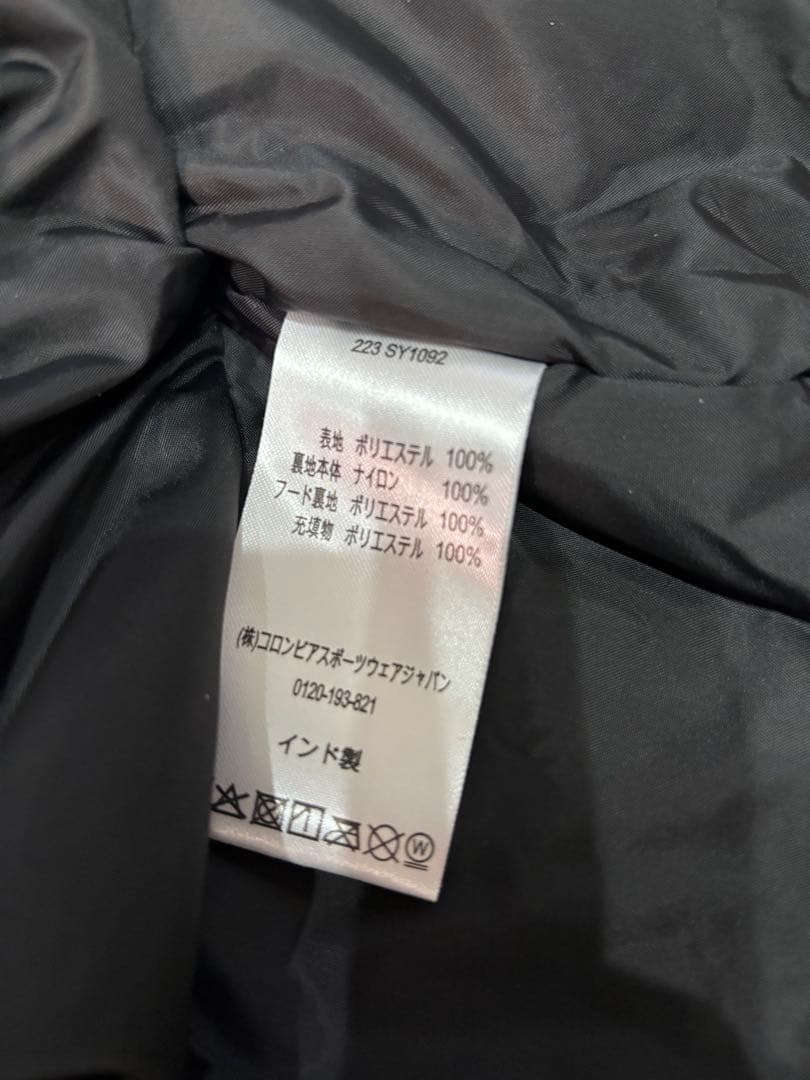 223 SY1092
表地 ポリエステル 100%
裏地本体 ナイロン 100%
フード裏地 ポリエステル 100%
充填物 ポリエステル 100%
(株)コロンビアスポーツウェアジャパン
0120-193-821
インド製
W